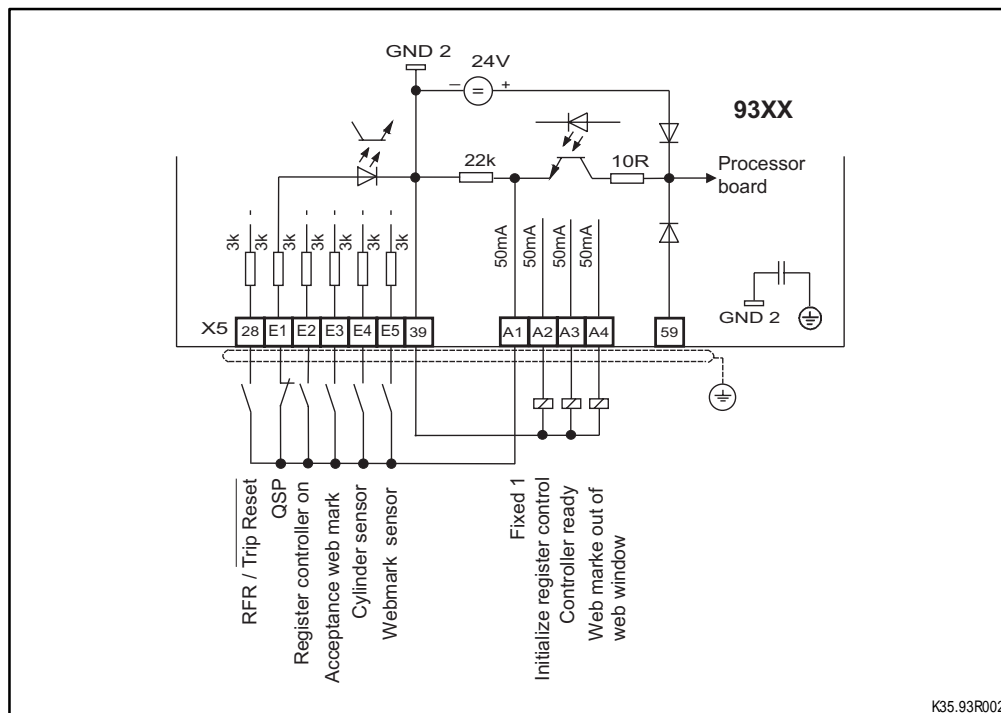 GND 2
24V
–
=
+
93XX
22k
10R
Processor
board
3k
3k
3k
3k
3k
3k
50mA
50mA
50mA
50mA
GND 2
X5
28
E1
E2
E3
E4
E5
39
A1
A2
A3
A4
59
RFR / Trip Reset
QSP
Register controller on
Acceptance web mark
Cylinder sensor
Webmark sensor
Fixed 1
Initialize register control
Controller ready
Web marke out of
web window
K35.93R002